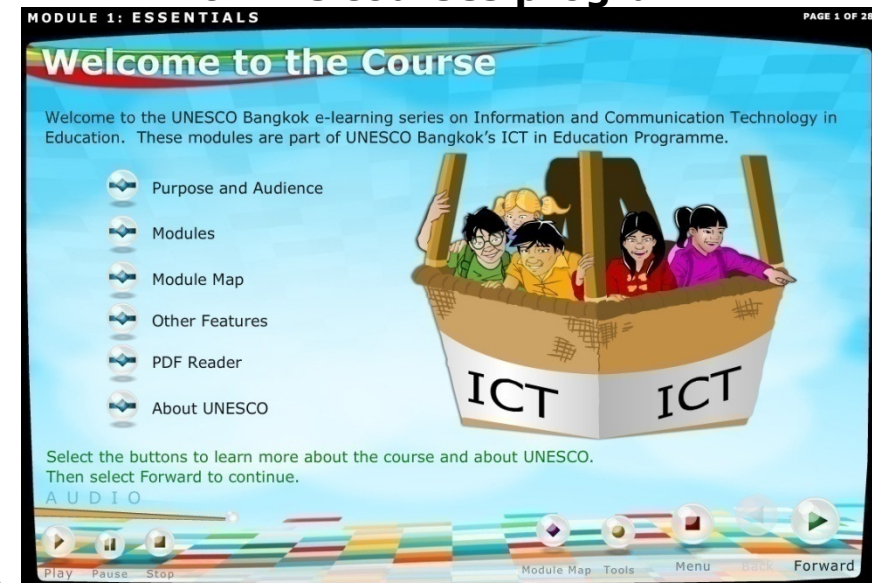 MODULE 1: ESSENTIALS
PAGE 1 OF 28
Welcome to the Course
Welcome to the UNESCO Bangkok e-learning series on Information and Communication Technology in
Education. These modules are part of UNESCO Bangkok's ICT in Education Programme.
Purpose and Audience
Modules
Module Map
Other Features
PDF Reader
About UNESCO
ICT ICT
Select the buttons to learn more about the course and about UNESCO.
Then select Forward to continue.
AUDIO
Play Pause Stop Module Map Tools Menu Back Forward